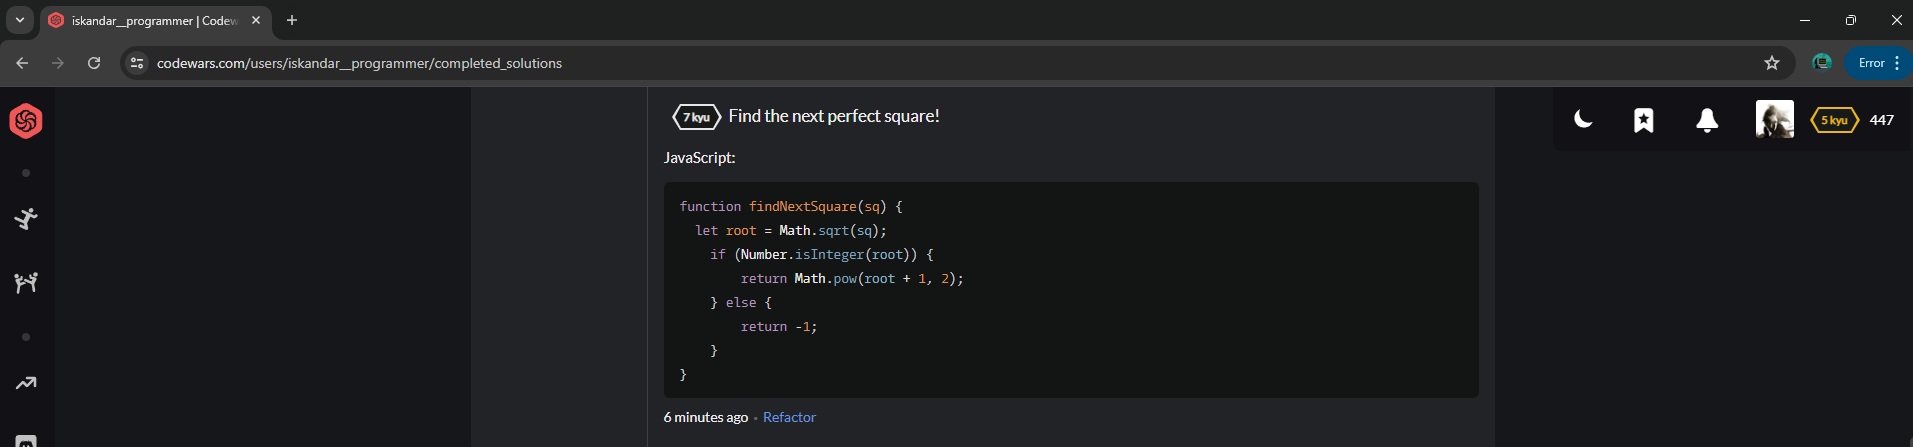 iskandar__programmer | Codew
codewars.com/users/iskandar__programmer/completed_solutions
Error
7 kyu Find the next perfect square!
5 kyu 447
JavaScript:
function findNextSquare(sq) {
  let root = Math.sqrt(sq);
    if (Number.isInteger(root)) {
        return Math.pow(root + 1, 2);
    } else {
        return -1;
    }
}
6 minutes ago · Refactor